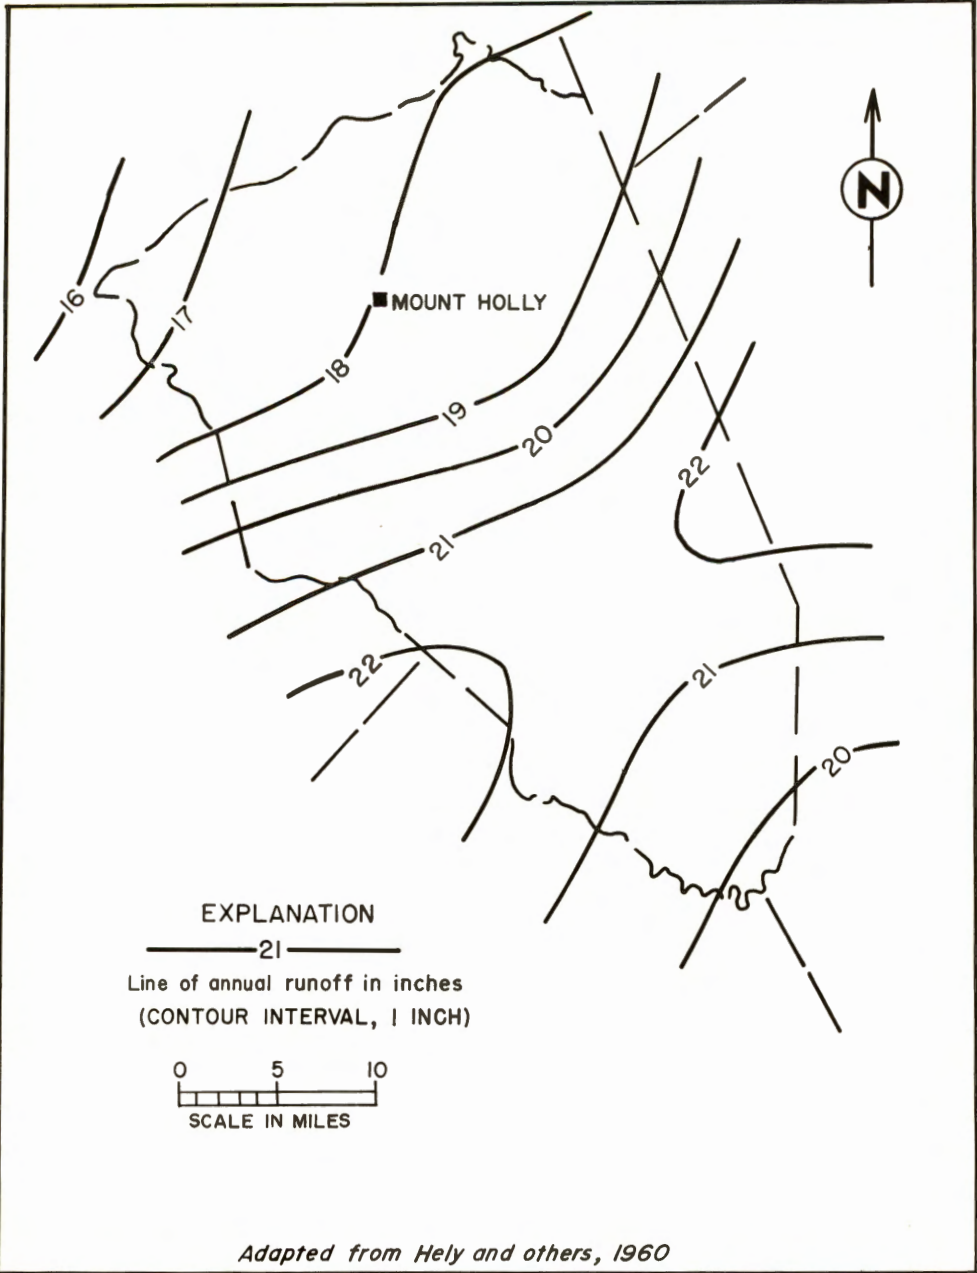 N
16
17
MOUNT HOLLY
18
19
20
22
21
22
21
20
EXPLANATION
21
Line of annual runoff in inches
(CONTOUR INTERVAL, 1 INCH)
0 5 10
SCALE IN MILES
Adapted from Hely and others, 1960